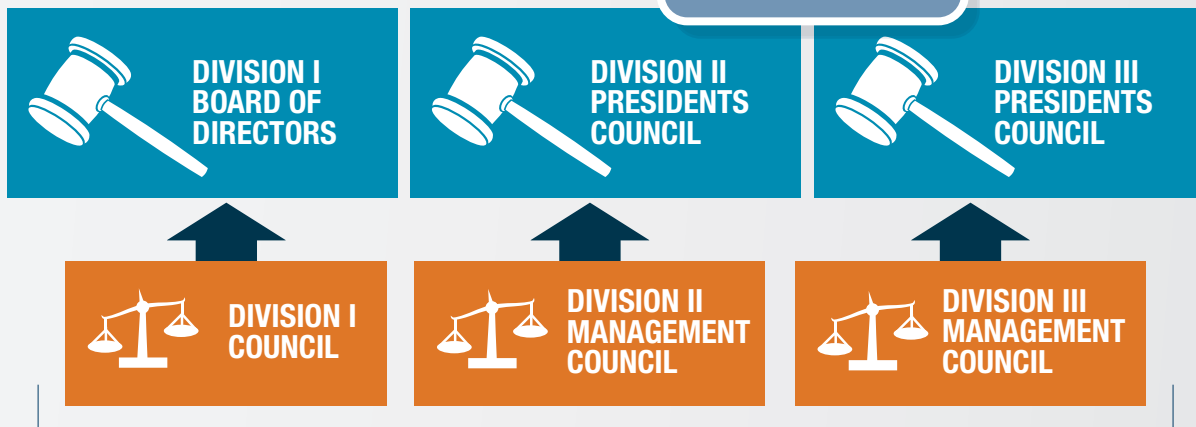 DIVISION I
BOARD OF
DIRECTORS
DIVISION II
PRESIDENTS
COUNCIL
DIVISION III
PRESIDENTS
COUNCIL
DIVISION I
COUNCIL
DIVISION II
MANAGEMENT
COUNCIL
DIVISION III
MANAGEMENT
COUNCIL